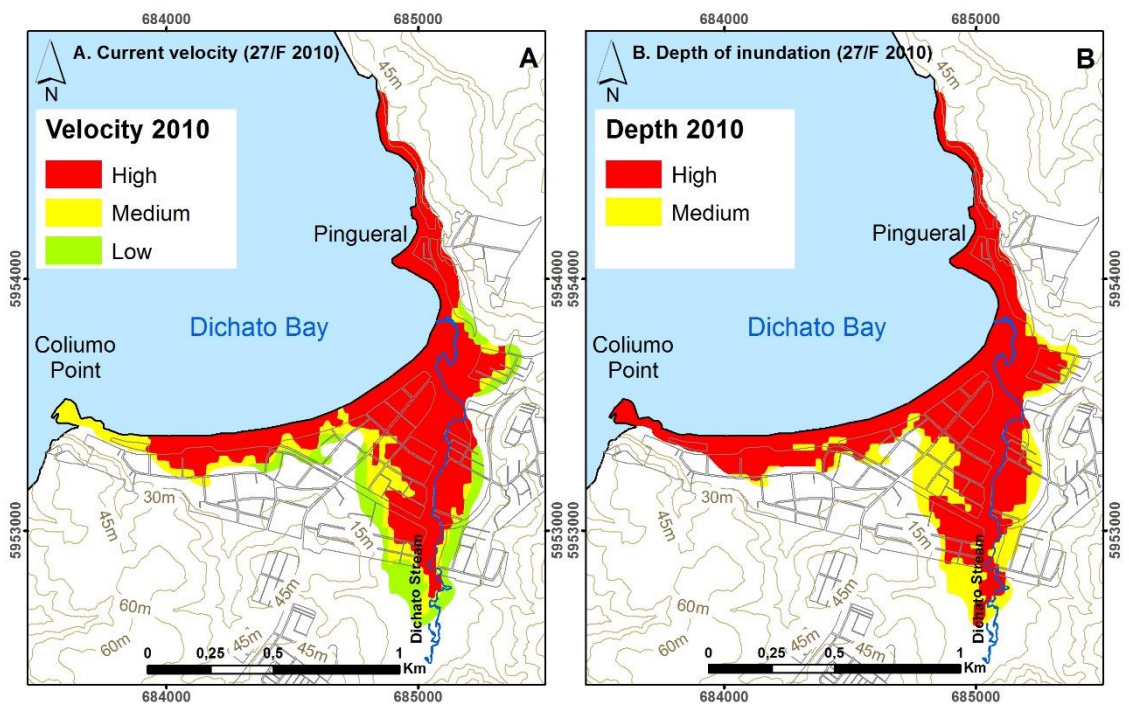 684000
685000
684000
685000
A. Current velocity (27/F 2010)
A
B. Depth of inundation (27/F 2010)
B
N
N
45m
45m
Velocity 2010
High
Medium
Low
Depth 2010
High
Medium
Pingueral
Pingueral
5954000
5954000
5954000
Dichato Bay
Dichato Bay
Coliumo
Point
Coliumo
Point
30m
30m
45m
45m
15m
15m
5953000
5953000
5953000
Dichato Stream
Dichato Stream
60m
60m
45m
45m
60m
60m
45m
45m
45m
45m
0
0,25
0,5
1
Km
0
0,25
0,5
1
Km
684000
685000
684000
685000